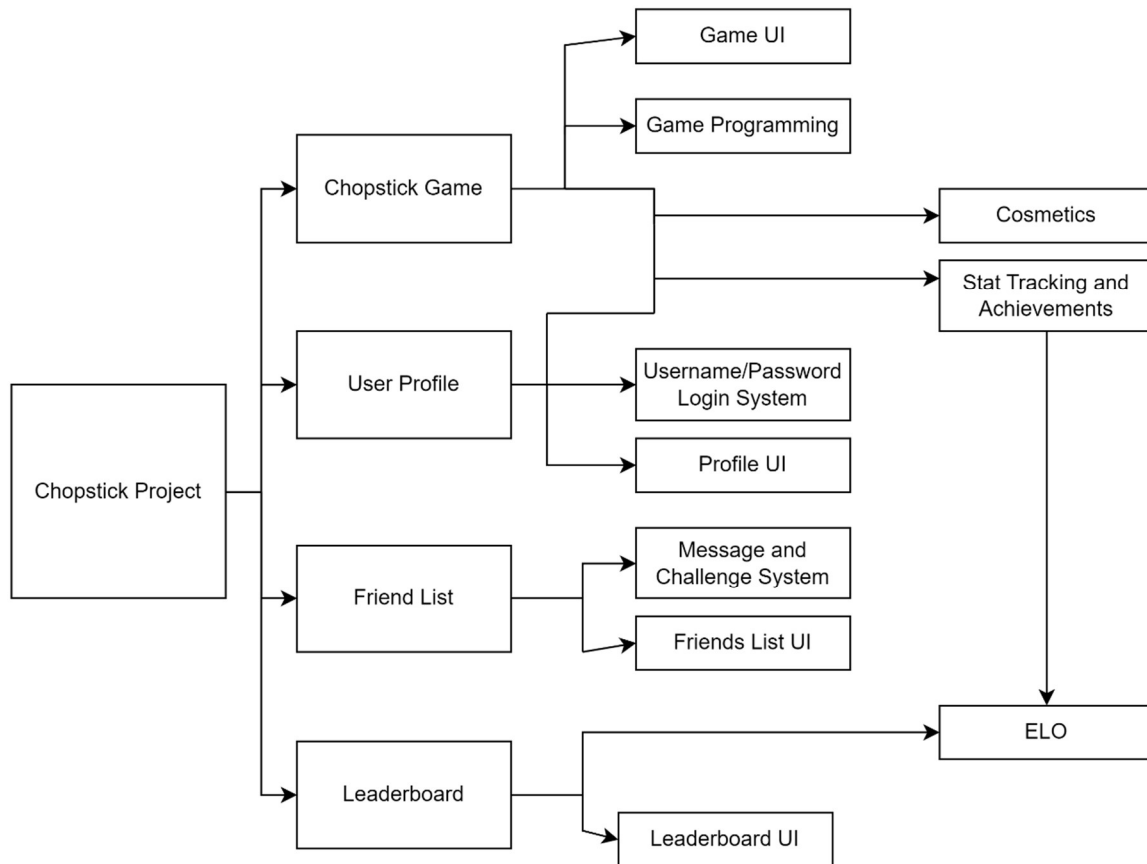 Game UI
Game Programming
Chopstick Game
Cosmetics
Stat Tracking and
Achievements
User Profile
Username/Password
Login System
Profile UI
Chopstick Project
Message and
Challenge System
Friend List
Friends List UI
ELO
Leaderboard
Leaderboard UI